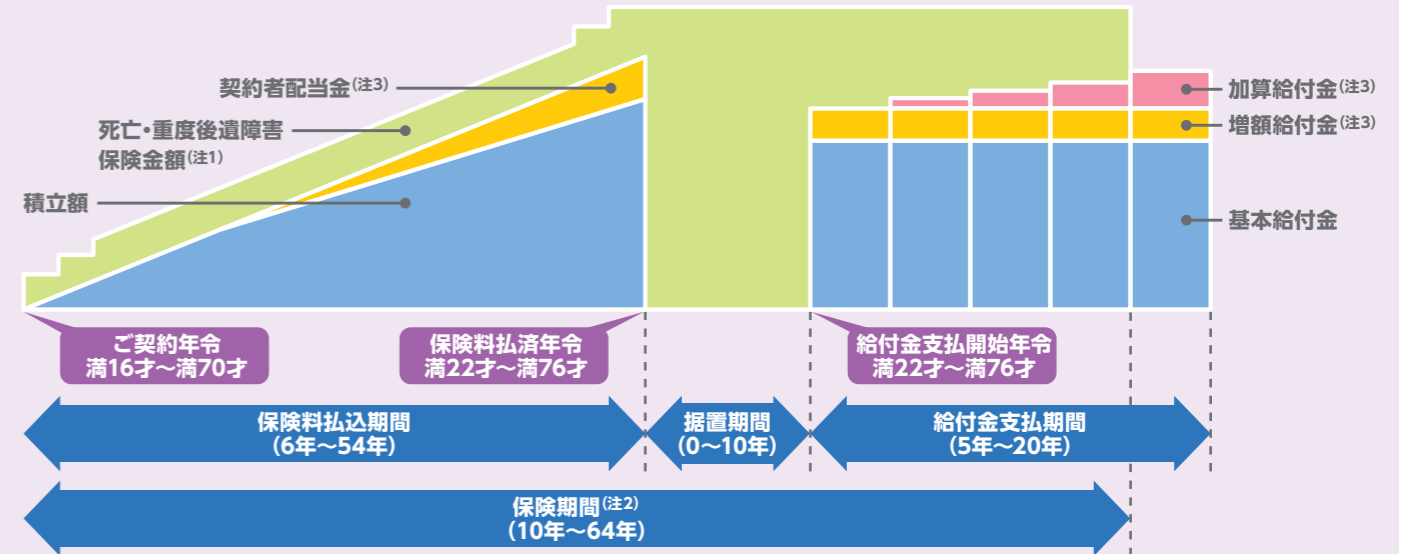 契約者配当金(注3)
死亡・重度後遺障害
保険金額(注1)
積立額
加算給付金(注3)
増額給付金(注3)
基本給付金
ご契約年令
満16才～満70才
保険料払済年令
満22才～満76才
給付金支払開始年令
満22才～満76才
保険料払込期間
(6年～54年)
据置期間
(0～10年)
給付金支払期間
(5年～20年)
保険期間(注2)
(10年～64年)